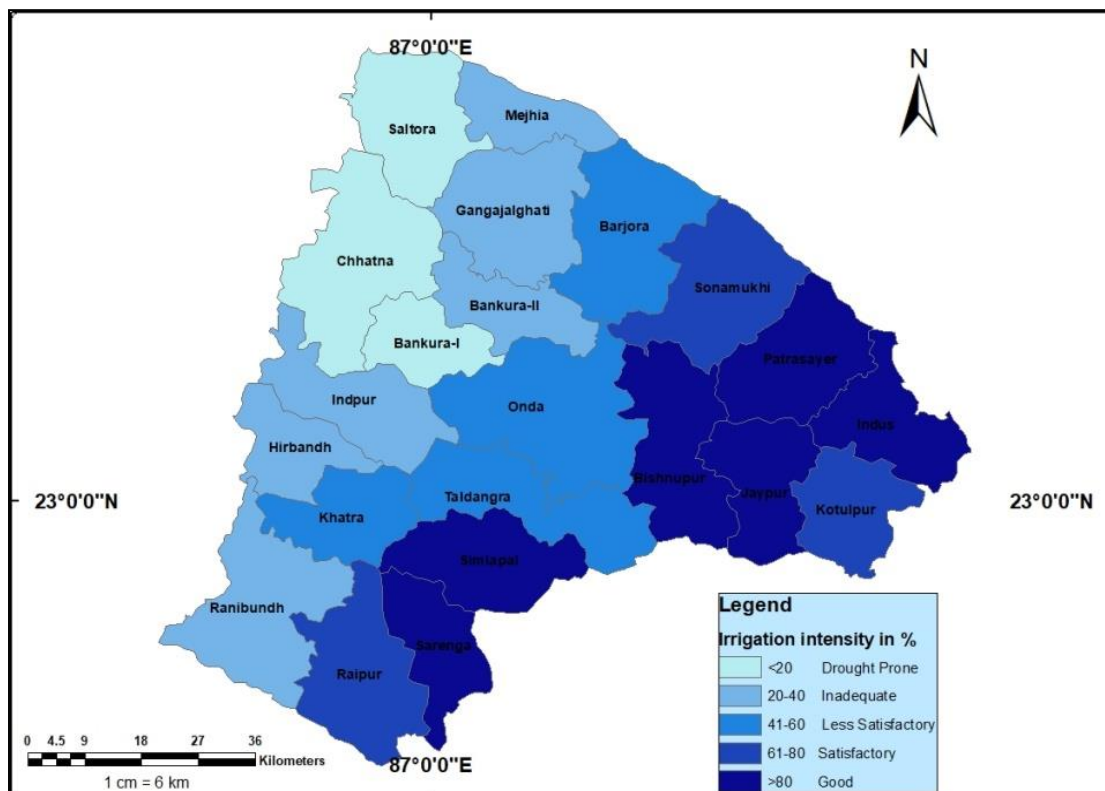 87°0'0"E
N
Saltora
Mejhia
Gangajalghati
Barjora
Chhatna
Sonamukhi
Bankura-II
Bankura-I
Patrasayer
Indpur
Onda
Indus
Hirbandh
Bishnupur
Jaypur
23°0'0"N
Taldangra
23°0'0"N
Khatra
Kotulpur
Simlapal
Ranibundh
Sarenga
Raipur
Legend
Irrigation intensity in %
<20 Drought Prone
20-40 Inadequate
41-60 Less Satisfactory
61-80 Satisfactory
>80 Good
0 4.5 9 18 27 36
Kilometers
1 cm = 6 km
87°0'0"E